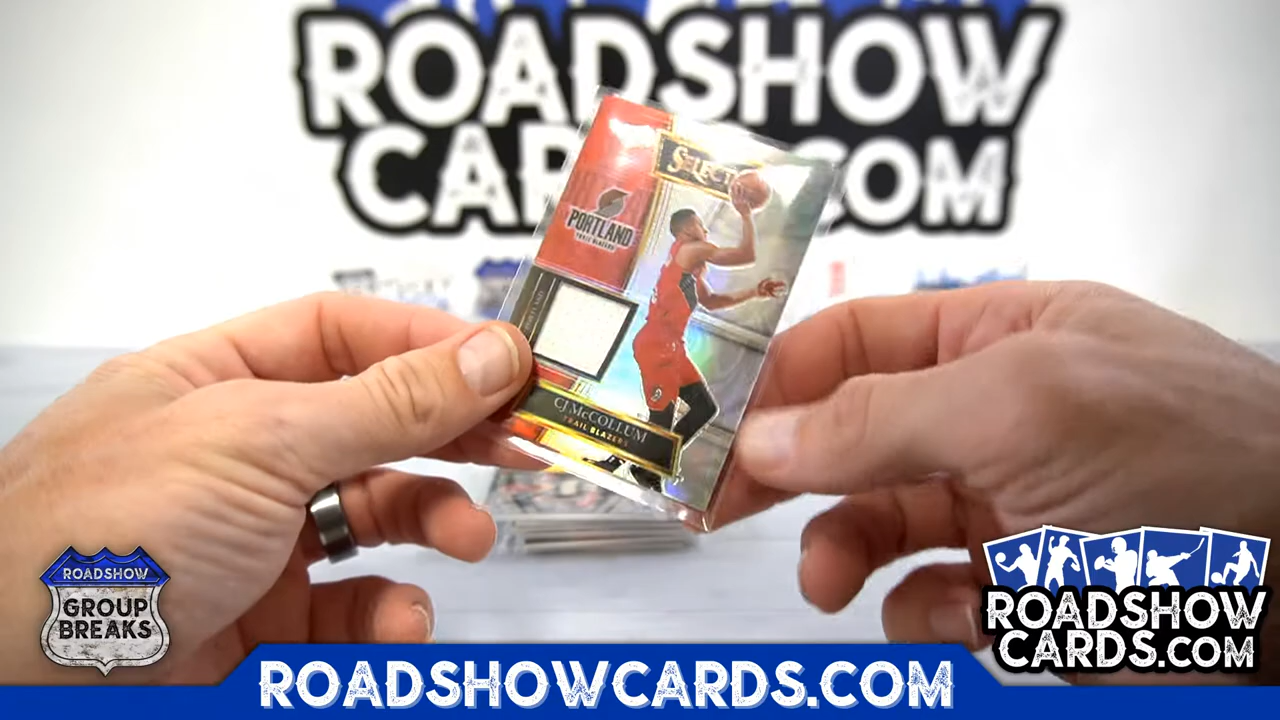 ROADSHOW
CARDS.COM
SELECT
PORTLAND
TRAIL BLAZERS
PORTLAND
CJ McCOLLUM
TRAIL BLAZERS
ROADSHOW
GROUP
BREAKS
ROADSHOW
CARDS.COM
ROADSHOWCARDS.COM